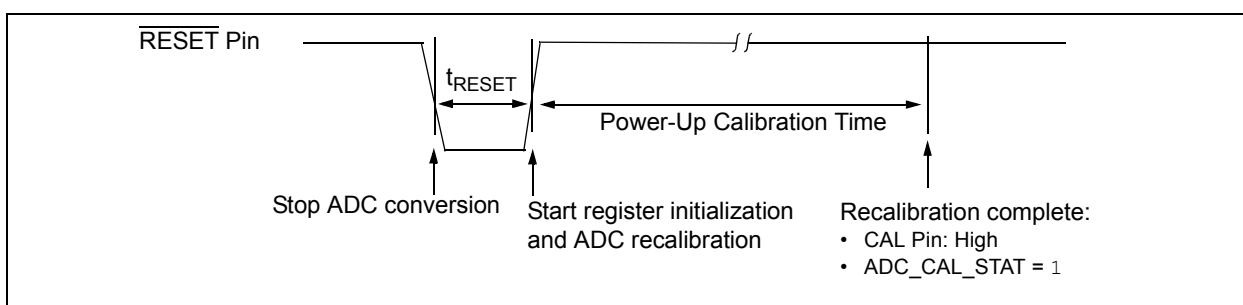 RESET Pin
tRESET
Power-Up Calibration Time
Stop ADC conversion
Start register initialization
and ADC recalibration
Recalibration complete:
• CAL Pin: High
• ADC_CAL_STAT = 1